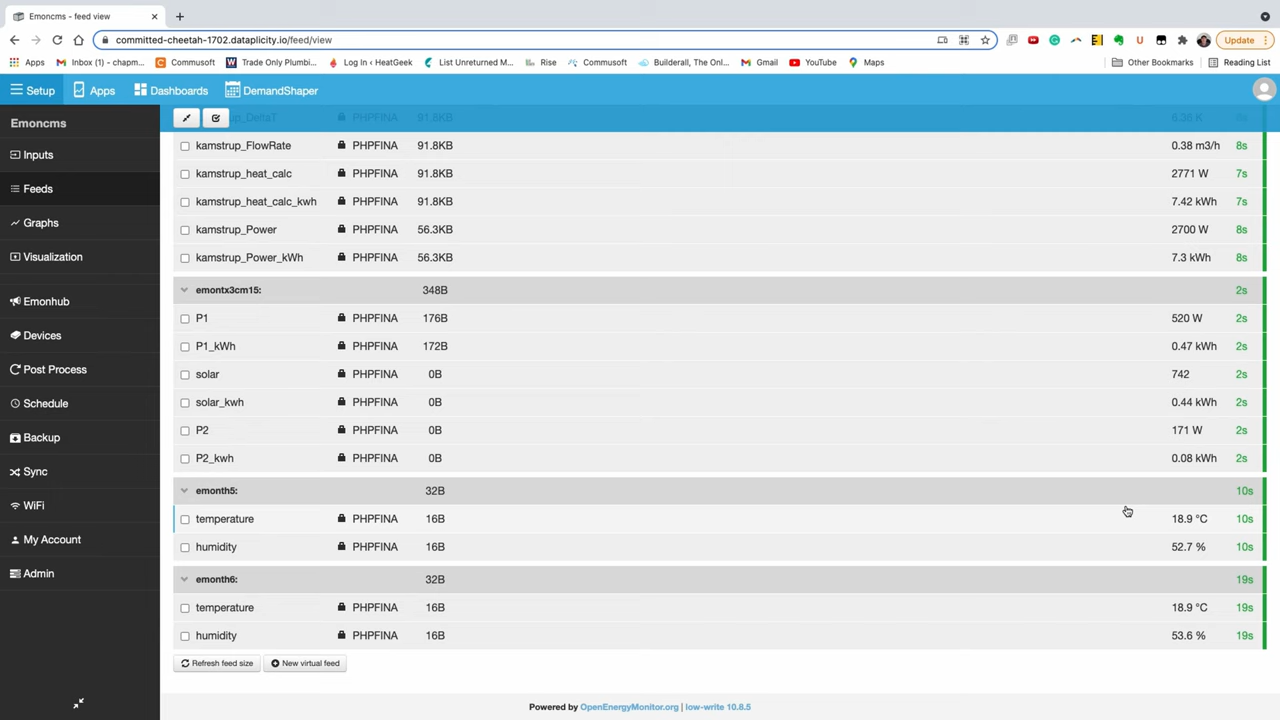 Emoncms - feed view
committed-cheetah-1702.dataplicity.io/feed/view
Update
Apps
Inbox (1) - chapm...
Commusoft
Trade Only Plumbi...
Log In ‹ HeatGeek
List Unreturned M...
Rise
Commusoft
Builderall, The Onl...
Gmail
YouTube
Maps
Other Bookmarks
Reading List
Setup
Apps
Dashboards
DemandShaper
Emoncms
Inputs
Feeds
Graphs
Visualization
Emonhub
Devices
Post Process
Schedule
Backup
Sync
WiFi
My Account
Admin
up_DeltaT PHPFINA 91.8KB 6.36 K 8s
kamstrup_FlowRate PHPFINA 91.8KB 0.38 m3/h 8s
kamstrup_heat_calc PHPFINA 91.8KB 2771 W 7s
kamstrup_heat_calc_kwh PHPFINA 91.8KB 7.42 kWh 7s
kamstrup_Power PHPFINA 56.3KB 2700 W 8s
kamstrup_Power_kWh PHPFINA 56.3KB 7.3 kWh 8s
emontx3cm15: 348B 2s
P1 PHPFINA 176B 520 W 2s
P1_kWh PHPFINA 172B 0.47 kWh 2s
solar PHPFINA 0B 742 2s
solar_kwh PHPFINA 0B 0.44 kWh 2s
P2 PHPFINA 0B 171 W 2s
P2_kwh PHPFINA 0B 0.08 kWh 2s
emonth5: 32B 10s
temperature PHPFINA 16B 18.9 °C 10s
humidity PHPFINA 16B 52.7 % 10s
emonth6: 32B 19s
temperature PHPFINA 16B 18.9 °C 19s
humidity PHPFINA 16B 53.6 % 19s
Refresh feed size
New virtual feed
Powered by OpenEnergyMonitor.org | low-write 10.8.5